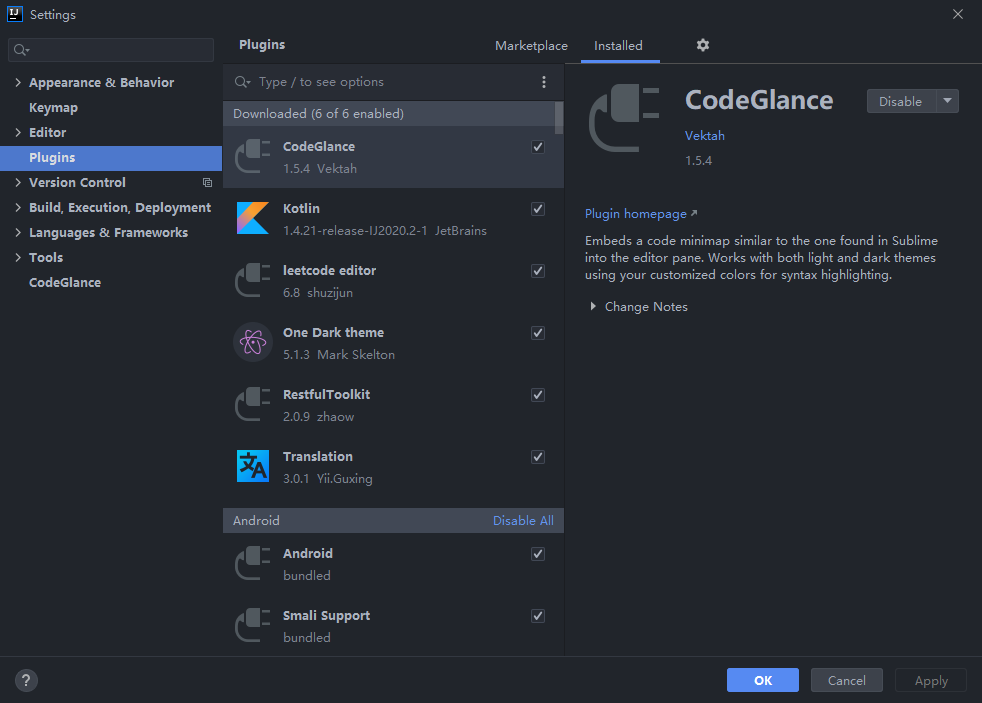 Settings
Appearance & Behavior
Keymap
Editor
Plugins
Version Control
Build, Execution, Deployment
Languages & Frameworks
Tools
CodeGlance
Plugins
Marketplace
Installed
Type / to see options
Downloaded (6 of 6 enabled)
CodeGlance
1.5.4 Vektah
Kotlin
1.4.21-release-IJ2020.2-1 JetBrains
leetcode editor
6.8 shuzijun
One Dark theme
5.1.3 Mark Skelton
RestfulToolkit
2.0.9 zhaow
Translation
3.0.1 Yii.Guxing
Android
Disable All
Android
bundled
Smali Support
bundled
CodeGlance
Disable
Vektah
1.5.4
Plugin homepage
Embeds a code minimap similar to the one found in Sublime
into the editor pane. Works with both light and dark themes
using your customized colors for syntax highlighting.
Change Notes
?
OK
Cancel
Apply
IJ
文A